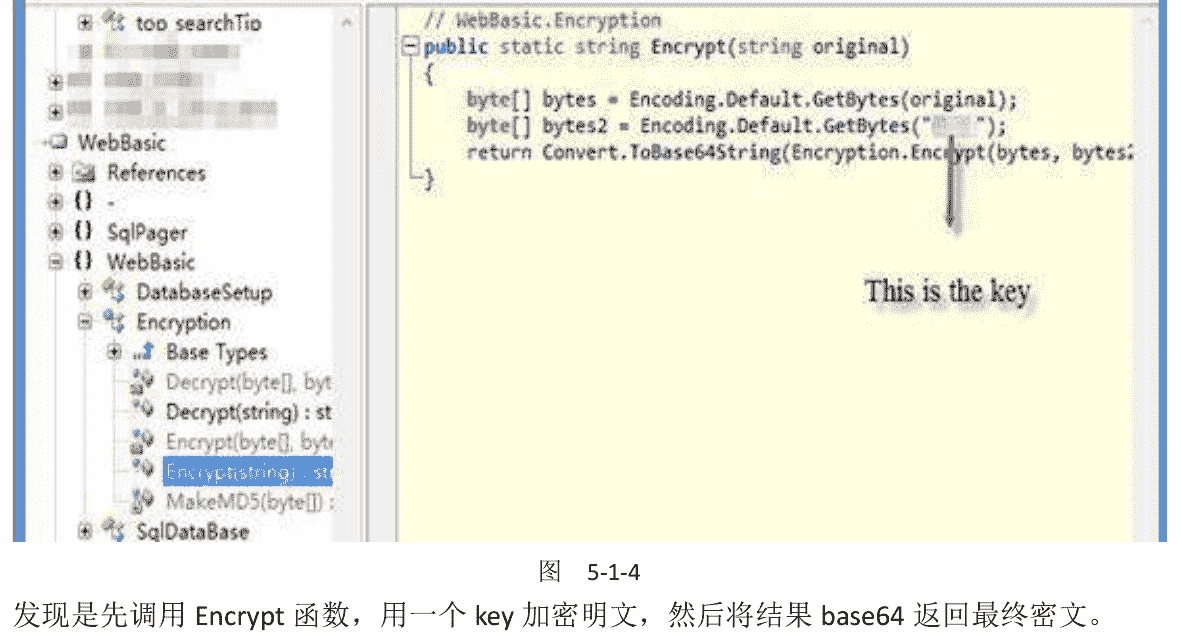 top searchTip
WebBasic
References
{} -
{} SqlPager
{} WebBasic
DatabaseSetup
Encryption
Base Types
Decrypt(byte[], byt
Decrypt(string) : st
Encrypt(byte[], byte
Encrypt(string) : str
MakeMD5(byte[]) :
SqlDataBase
// WebBasic.Encryption
public static string Encrypt(string original)
{
byte[] bytes = Encoding.Default.GetBytes(original);
byte[] bytes2 = Encoding.Default.GetBytes("");
return Convert.ToBase64String(Encryption.Encrypt(bytes, bytes2
}
This is the key
图 5-1-4
发现是先调用 Encrypt 函数，用一个 key 加密明文，然后将结果 base64 返回最终密文。